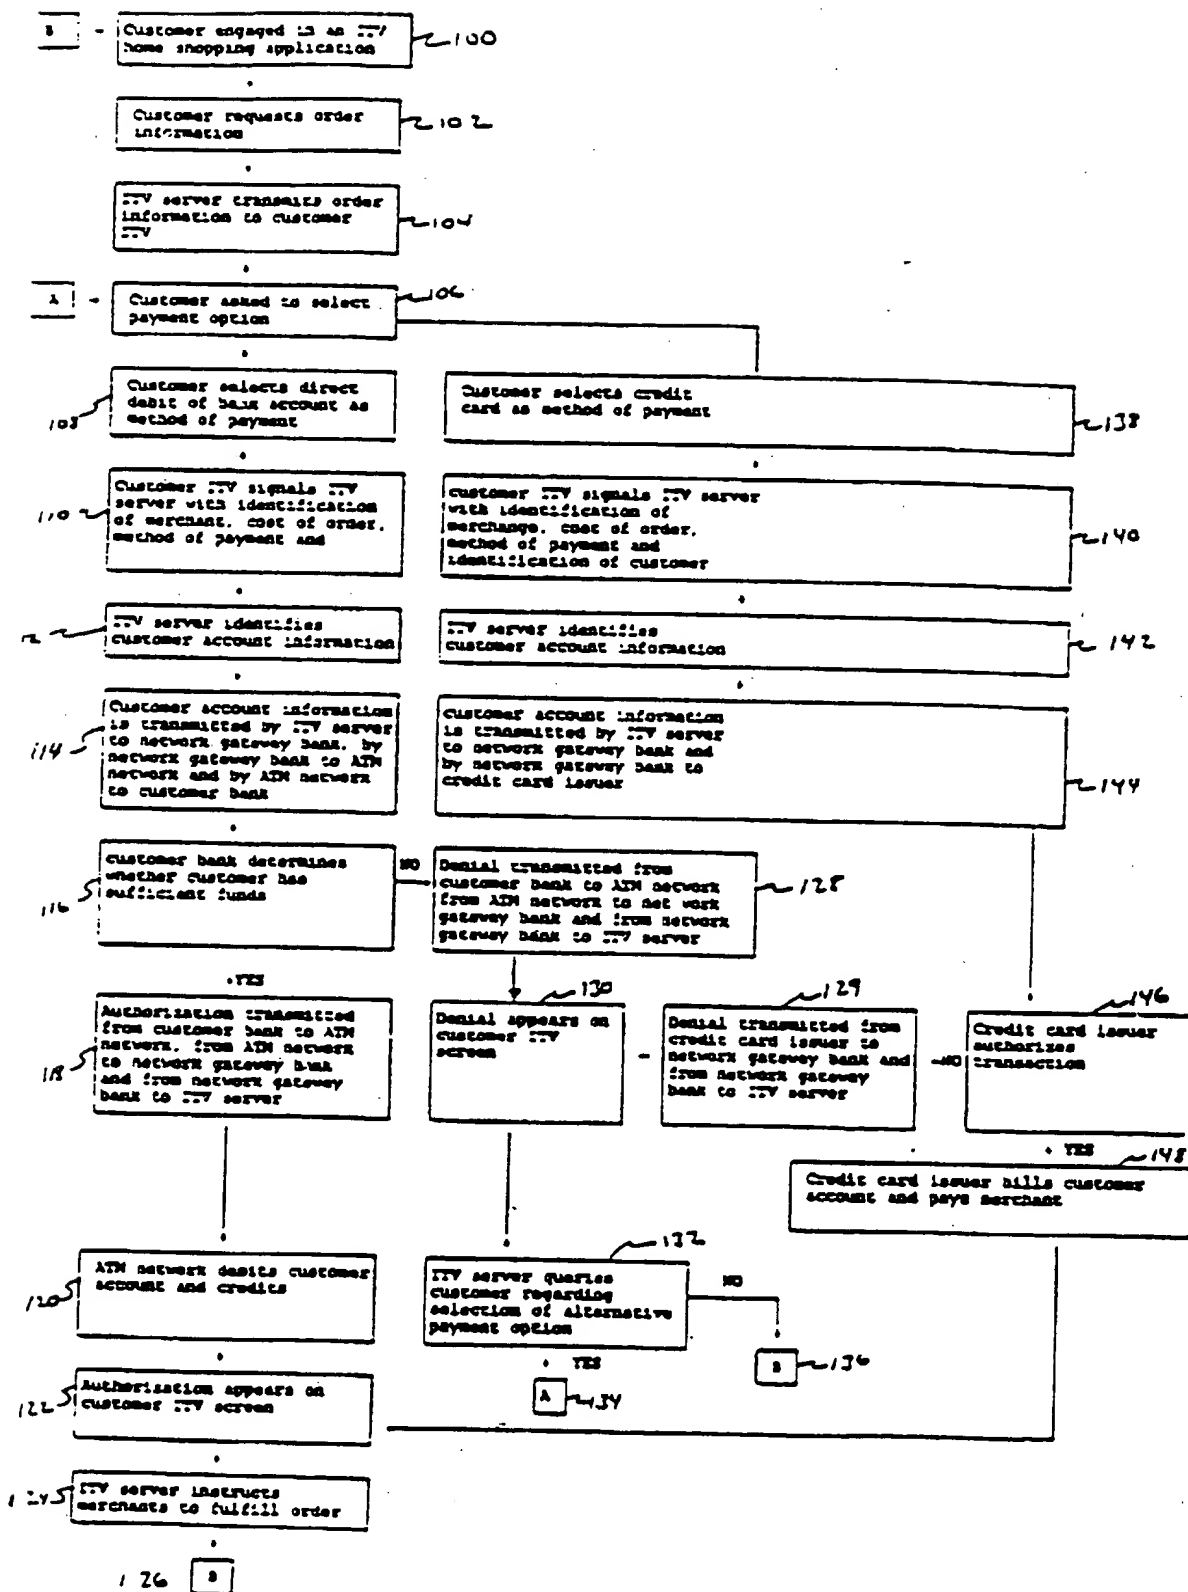 B
Customer engaged in an ITV
home shopping application
100
Customer requests order
information
102
ITV server transmits order
information to customer
ITV
104
A
Customer asked to select
payment option
106
Customer selects direct
debit of bank account as
method of payment
108
Customer selects credit
card as method of payment
138
Customer ITV signals ITV
server with identification
of merchant, cost of order,
method of payment and
110
customer ITV signals ITV server
with identification of
merchange, cost of order,
method of payment and
identification of customer
140
ITV server identifies
customer account information
12
ITV server identifies
customer account information
142
Customer account information
is transmitted by ITV server
to network gateway bank, by
network gateway bank to ATM
network and by ATM network
to customer bank
114
customer account information
is transmitted by ITV server
to network gateway bank and
by network gateway bank to
credit card issuer
144
customer bank determines
whether customer has
sufficient funds
116
NO
Denial transmitted from
customer bank to ATM network
from ATM network to net work
gateway bank and from network
gateway bank to ITV server
128
YES
Authorization transmitted
from customer bank to ATM
network, from ATM network
to network gateway bank
and from network gateway
bank to ITV server
118
Denial appears on
customer ITV
screen
130
Denial transmitted from
credit card issuer to
network gateway bank and
from network gateway
bank to ITV server
129
NO
Credit card issuer
authorizes
transaction
146
YES
Credit card issuer bills customer
account and pays merchant
148
ATM network debits customer
account and credits
120
ITV server queries
customer regarding
selection of alternative
payment option
132
NO
B
136
YES
A
134
Authorization appears on
customer ITV screen
122
ITV server instructs
merchants to fulfill order
124
126
B